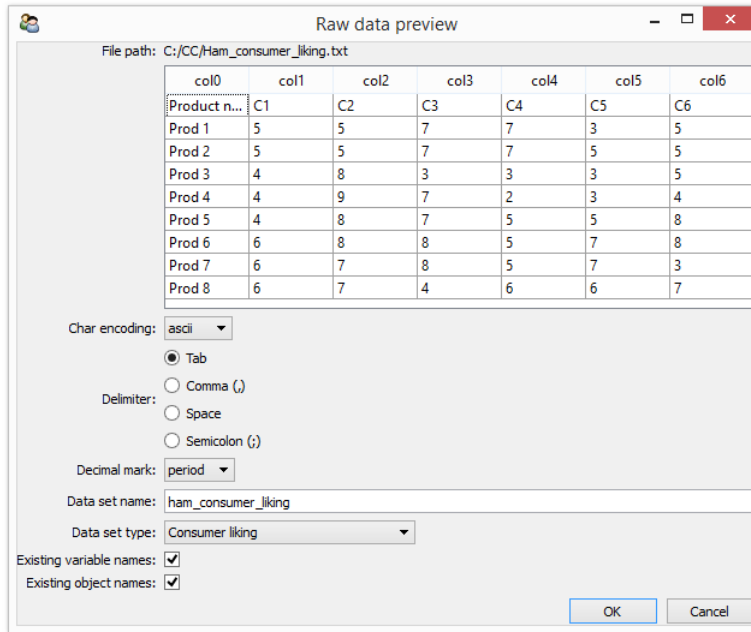 Raw data preview
File path: C:/CC/Ham_consumer_liking.txt
col0 col1 col2 col3 col4 col5 col6
Product n... C1 C2 C3 C4 C5 C6
Prod 1 5 5 7 7 3 5
Prod 2 5 5 7 7 5 5
Prod 3 4 8 3 3 3 5
Prod 4 4 9 7 2 3 4
Prod 5 4 8 7 5 5 8
Prod 6 6 8 8 5 7 8
Prod 7 6 7 8 5 7 3
Prod 8 6 7 4 6 6 7
Char encoding: ascii
Delimiter:
Tab
Comma (,)
Space
Semicolon (;)
Decimal mark: period
Data set name: ham_consumer_liking
Data set type: Consumer liking
Existing variable names:
Existing object names:
OK Cancel